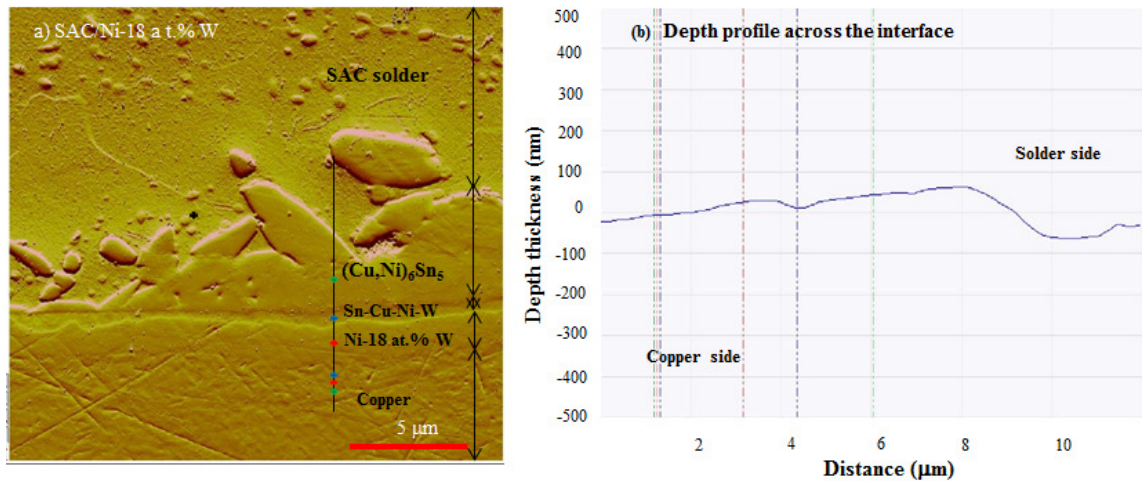 a) SAC/Ni-18 a t.% W
SAC solder
(Cu,Ni)6Sn5
Sn-Cu-Ni-W
Ni-18 at.% W
Copper
5 μm
(b) Depth profile across the interface
Depth thickness (nm)
500
400
300
200
100
0
-100
-200
-300
-400
-500
Solder side
Copper side
2 4 6 8 10
Distance (μm)